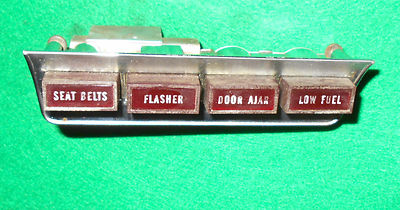 SEAT BELTS
FLASHER
DOOR AJAR
LOW FUEL